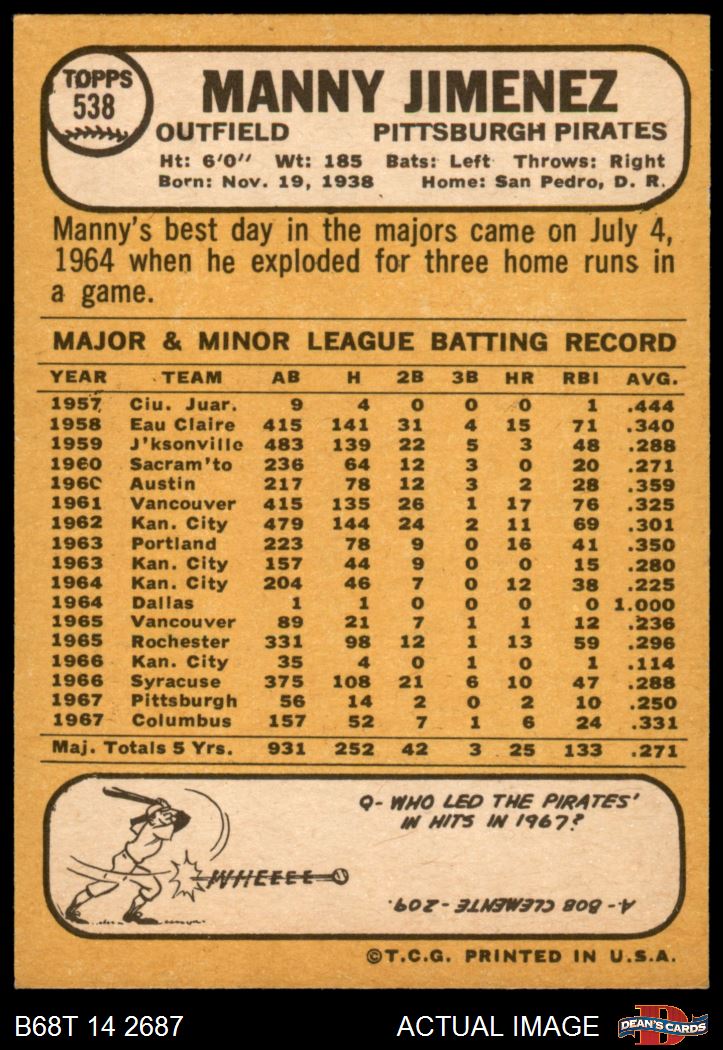 TOPPS
538
MANNY JIMENEZ
OUTFIELD PITTSBURGH PIRATES
Ht: 6'0" Wt: 185 Bats: Left Throws: Right
Born: Nov. 19, 1938 Home: San Pedro, D. R.
Manny's best day in the majors came on July 4,
1964 when he exploded for three home runs in
a game.
MAJOR & MINOR LEAGUE BATTING RECORD
YEAR TEAM AB H 2B 3B HR RBI AVG.
1957 Ciu. Juar. 9 4 0 0 0 1 .444
1958 Eau Claire 415 141 31 4 15 71 .340
1959 J'ksonville 483 139 22 5 3 48 .288
1960 Sacram'to 236 64 12 3 0 20 .271
1960 Austin 217 78 12 3 2 28 .359
1961 Vancouver 415 135 26 1 17 76 .325
1962 Kan. City 479 144 24 2 11 69 .301
1963 Portland 223 78 9 0 16 41 .350
1963 Kan. City 157 44 9 0 0 15 .280
1964 Kan. City 204 46 7 0 12 38 .225
1964 Dallas 1 1 0 0 0 0 1.000
1965 Vancouver 89 21 7 1 1 12 .236
1965 Rochester 331 98 12 1 13 59 .296
1966 Kan. City 35 4 0 1 0 1 .114
1966 Syracuse 375 108 21 6 10 47 .288
1967 Pittsburgh 56 14 2 0 2 10 .250
1967 Columbus 157 52 7 1 6 24 .331
Maj. Totals 5 Yrs. 931 252 42 3 25 133 .271
Q- WHO LED THE PIRATES'
IN HITS IN 1967?
WHEEEE
A- BOB CLEMENTE-209.
©T.C.G. PRINTED IN U.S.A.
B68T 14 2687 ACTUAL IMAGE DEAN'S CARDS